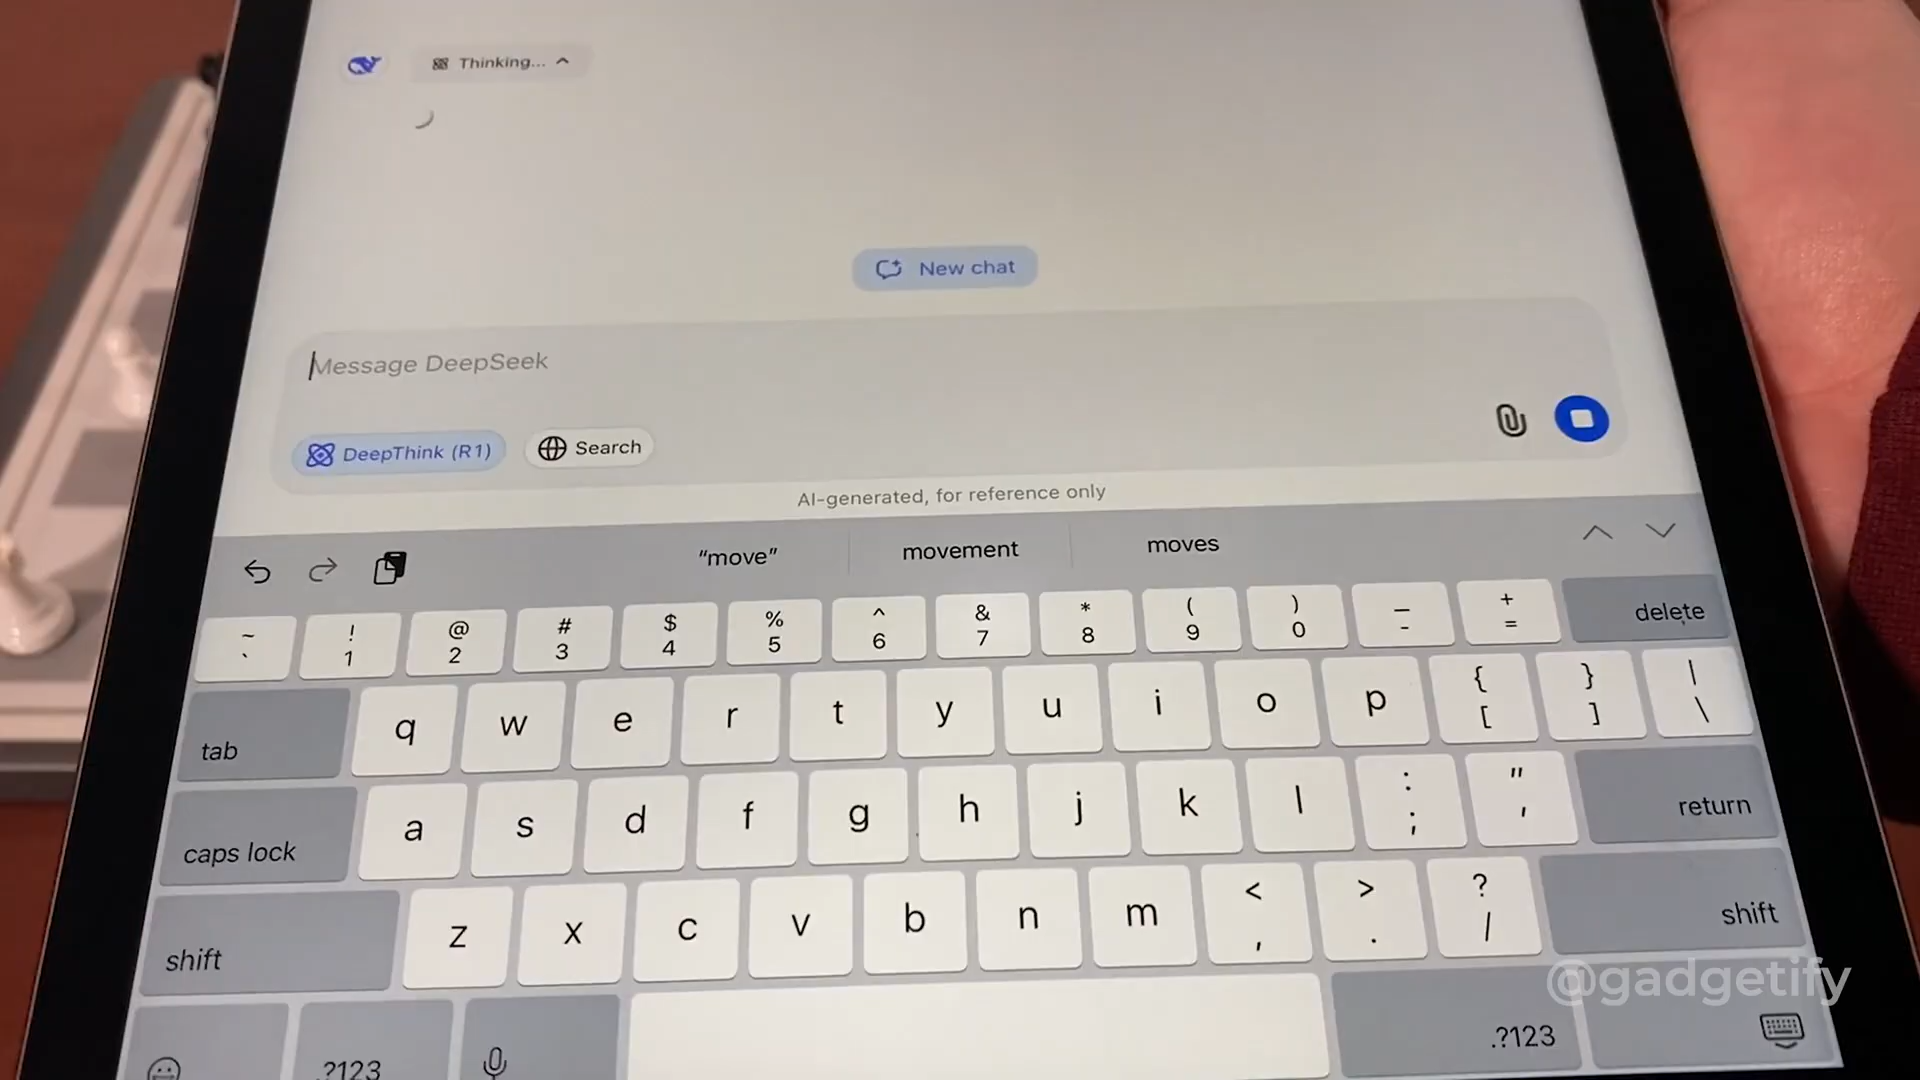 Thinking...
New chat
Message DeepSeek
DeepThink (R1)
Search
AI-generated, for reference only
“move” movement moves
~ ` ! 1 @ 2 # 3 $ 4 % 5 ^ 6 & 7 * 8 ( 9 ) 0 _ - + = delete
tab q w e r t y u i o p { [ } ] | \
caps lock a s d f g h j k l : ; " ' return
shift z x c v b n m < , > . ? / shift
@gadgetify
.?123 .?123